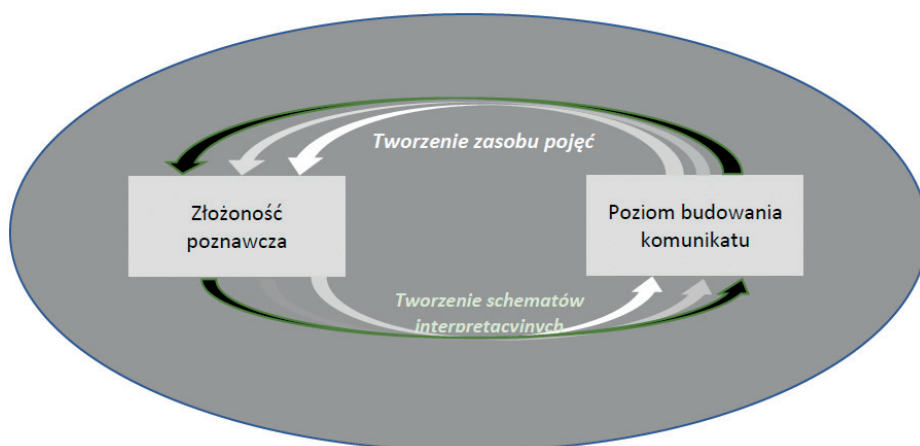 Tworzenie zasobu pojęć
Złożoność
poznawcza
Poziom budowania
komunikatu
Tworzenie schematów
interpretacyjnych